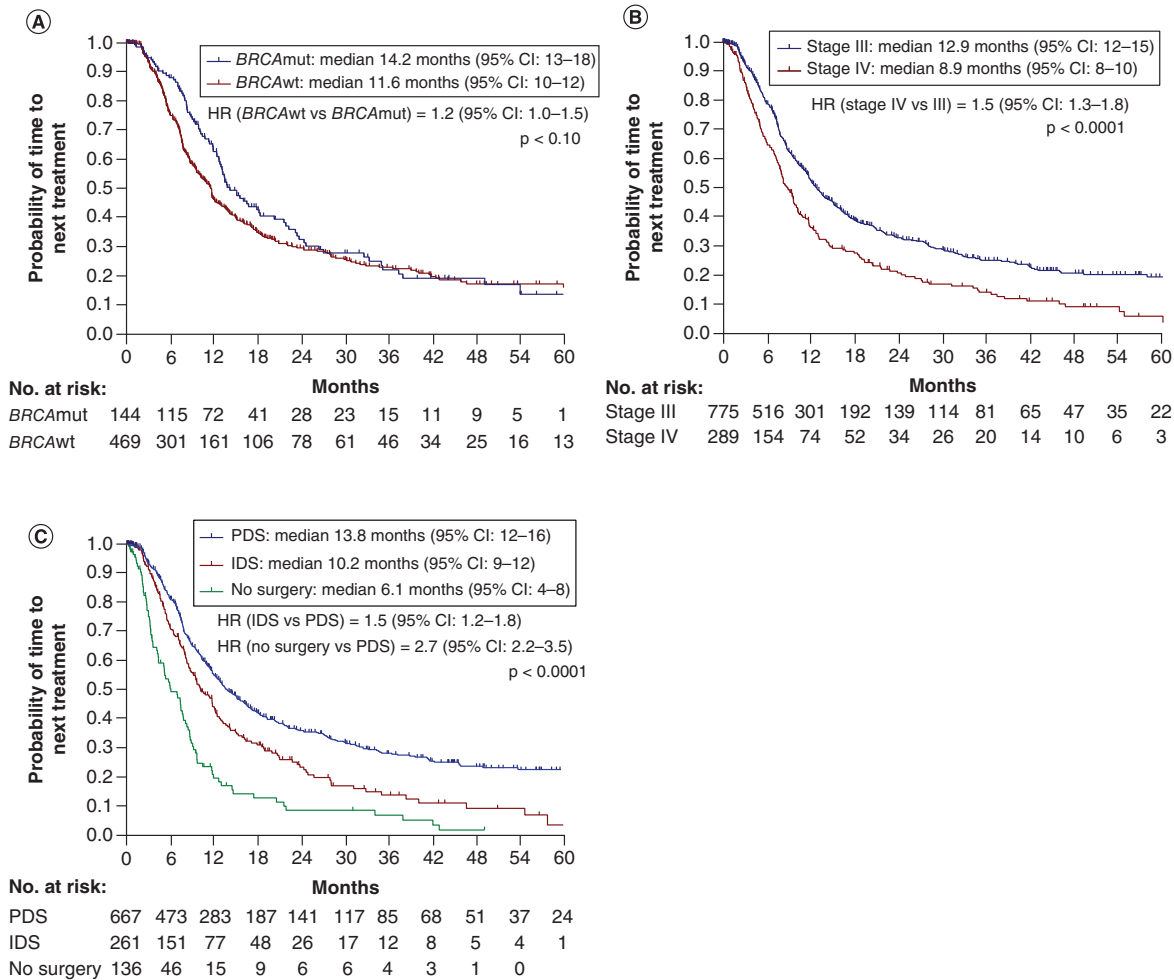 A
Probability of time to
next treatment
1.0
0.9
0.8
0.7
0.6
0.5
0.4
0.3
0.2
0.1
0.0
BRCAmut: median 14.2 months (95% CI: 13–18)
BRCAwt: median 11.6 months (95% CI: 10–12)
HR (BRCAwt vs BRCAmut) = 1.2 (95% CI: 1.0–1.5)
p < 0.10
0 6 12 18 24 30 36 42 48 54 60
No. at risk: Months
BRCAmut 144 115 72 41 28 23 15 11 9 5 1
BRCAwt 469 301 161 106 78 61 46 34 25 16 13
B
Probability of time to
next treatment
1.0
0.9
0.8
0.7
0.6
0.5
0.4
0.3
0.2
0.1
0.0
Stage III: median 12.9 months (95% CI: 12–15)
Stage IV: median 8.9 months (95% CI: 8–10)
HR (stage IV vs III) = 1.5 (95% CI: 1.3–1.8)
p < 0.0001
0 6 12 18 24 30 36 42 48 54 60
No. at risk: Months
Stage III 775 516 301 192 139 114 81 65 47 35 22
Stage IV 289 154 74 52 34 26 20 14 10 6 3
C
Probability of time to
next treatment
1.0
0.9
0.8
0.7
0.6
0.5
0.4
0.3
0.2
0.1
0.0
PDS: median 13.8 months (95% CI: 12–16)
IDS: median 10.2 months (95% CI: 9–12)
No surgery: median 6.1 months (95% CI: 4–8)
HR (IDS vs PDS) = 1.5 (95% CI: 1.2–1.8)
HR (no surgery vs PDS) = 2.7 (95% CI: 2.2–3.5)
p < 0.0001
0 6 12 18 24 30 36 42 48 54 60
No. at risk: Months
PDS 667 473 283 187 141 117 85 68 51 37 24
IDS 261 151 77 48 26 17 12 8 5 4 1
No surgery 136 46 15 9 6 6 4 3 1 0